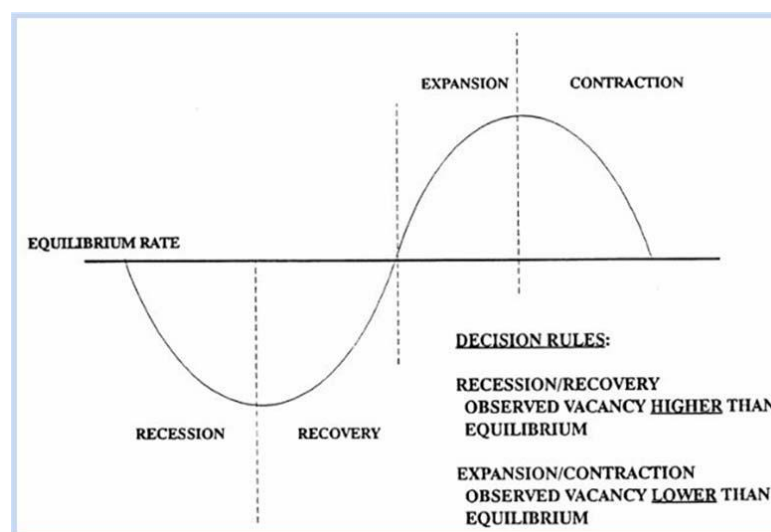 EXPANSION
CONTRACTION
EQUILIBRIUM RATE
RECESSION
RECOVERY
DECISION RULES:
RECESSION/RECOVERY
OBSERVED VACANCY HIGHER THAN
EQUILIBRIUM
EXPANSION/CONTRACTION
OBSERVED VACANCY LOWER THAN
EQUILIBRIUM